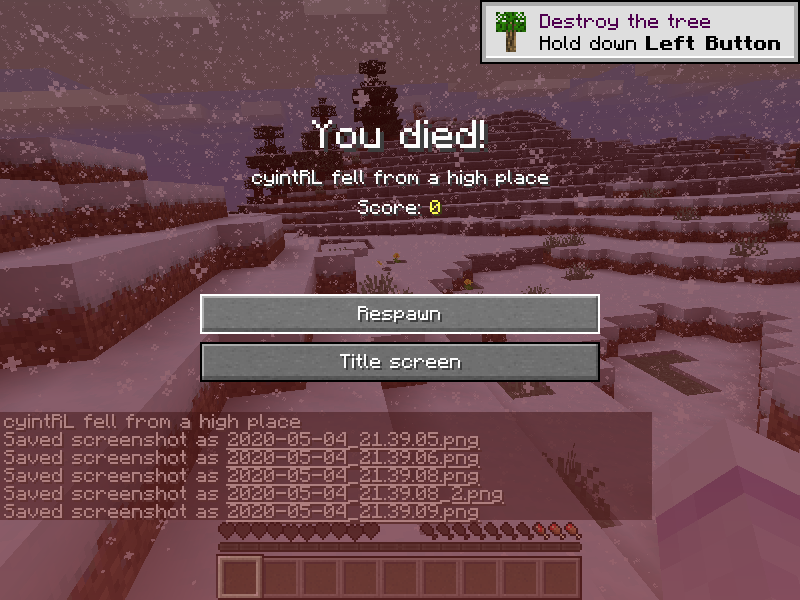 Destroy the tree
Hold down Left Button
You died!
cyintRL fell from a high place
Score: 0
Respawn
Title screen
cyintRL fell from a high place
Saved screenshot as 2020-05-04_21.39.05.png
Saved screenshot as 2020-05-04_21.39.06.png
Saved screenshot as 2020-05-04_21.39.08.png
Saved screenshot as 2020-05-04_21.39.08_2.png
Saved screenshot as 2020-05-04_21.39.09.png